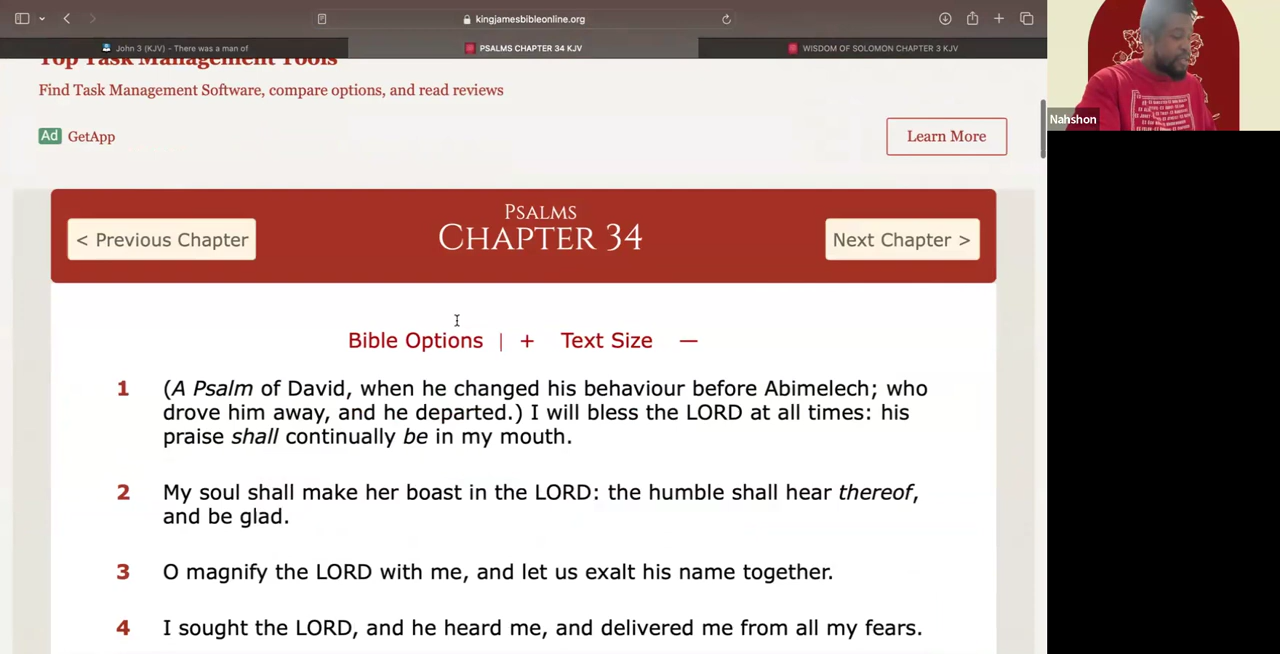 kingjamesbibleonline.org
John 3 (KJV) - There was a man of
PSALMS CHAPTER 34 KJV
WISDOM OF SOLOMON CHAPTER 3 KJV
Top Task Management Tools
Find Task Management Software, compare options, and read reviews
Ad GetApp
Learn More
Nahshon
< Previous Chapter
PSALMS
CHAPTER 34
Next Chapter >
Bible Options | + Text Size —
1 (A Psalm of David, when he changed his behaviour before Abimelech; who
drove him away, and he departed.) I will bless the LORD at all times: his
praise shall continually be in my mouth.
2 My soul shall make her boast in the LORD: the humble shall hear thereof,
and be glad.
3 O magnify the LORD with me, and let us exalt his name together.
4 I sought the LORD, and he heard me, and delivered me from all my fears.